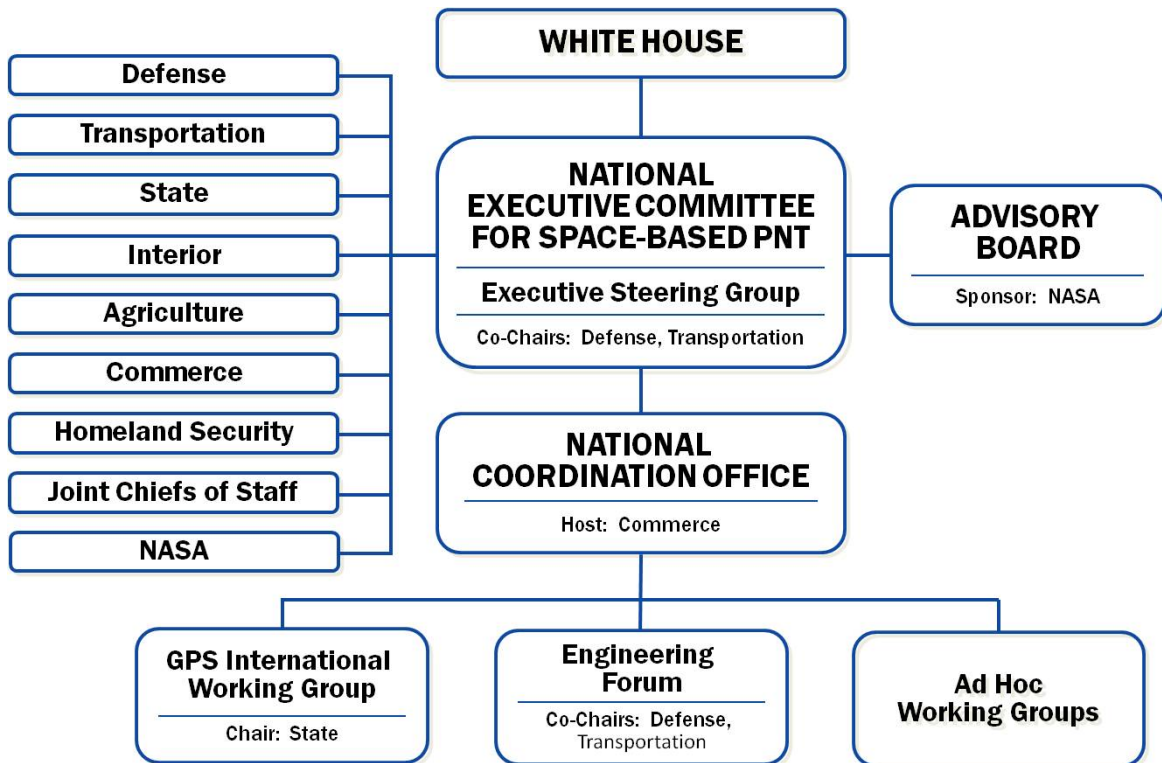 WHITE HOUSE
Defense
Transportation
State
Interior
Agriculture
Commerce
Homeland Security
Joint Chiefs of Staff
NASA
NATIONAL
EXECUTIVE COMMITTEE
FOR SPACE-BASED PNT
Executive Steering Group
Co-Chairs: Defense, Transportation
ADVISORY
BOARD
Sponsor: NASA
NATIONAL
COORDINATION OFFICE
Host: Commerce
GPS International
Working Group
Chair: State
Engineering
Forum
Co-Chairs: Defense,
Transportation
Ad Hoc
Working Groups